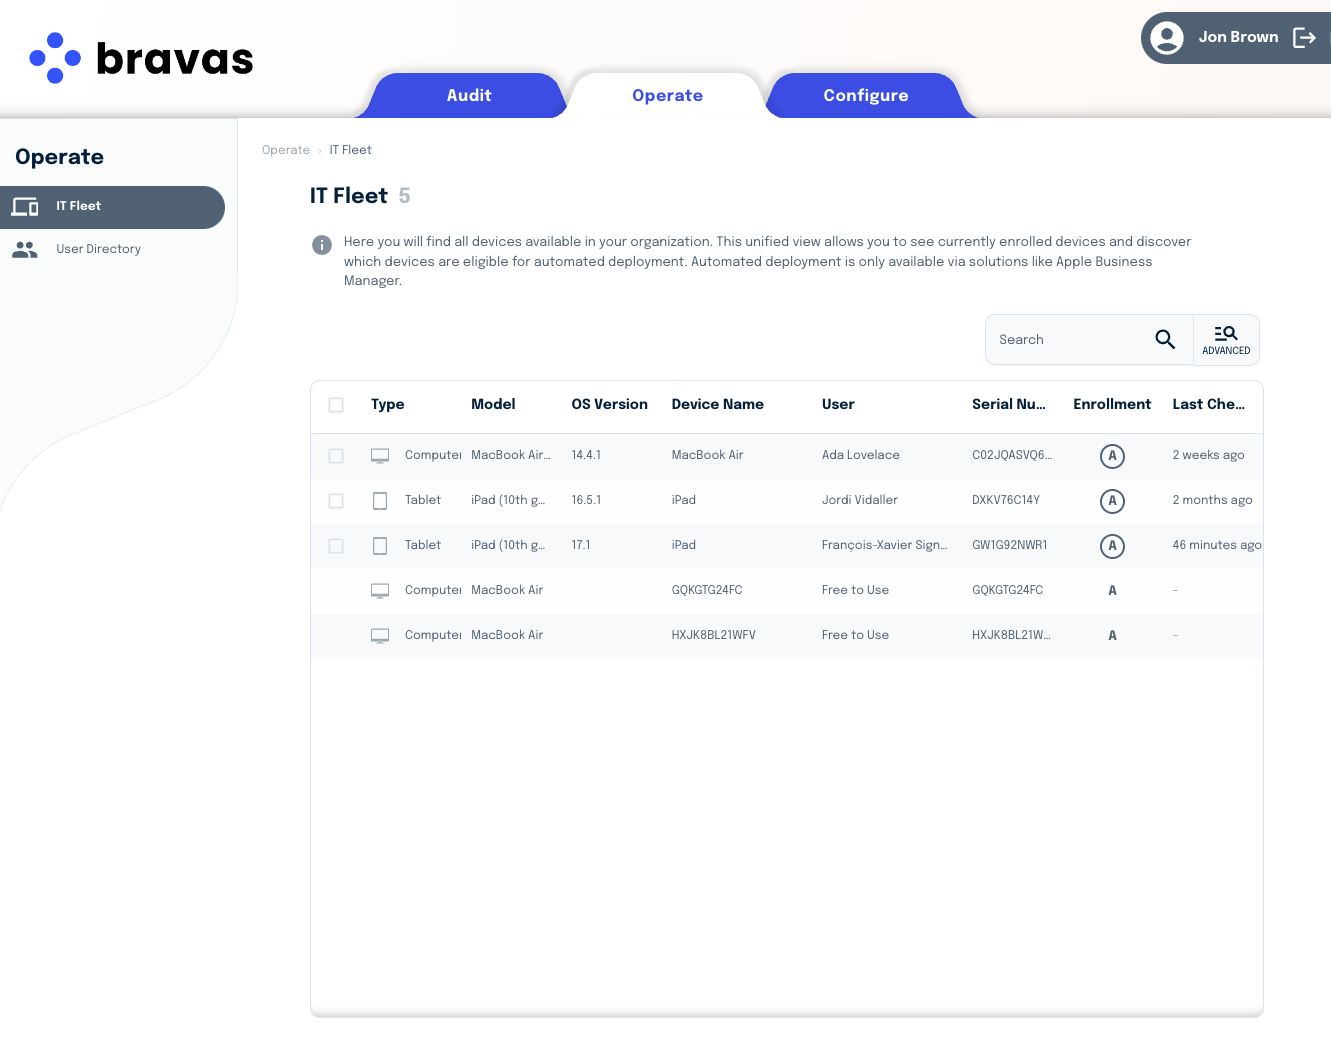 bravas
Jon Brown
Audit
Operate
Configure
Operate
IT Fleet
User Directory
Operate › IT Fleet
IT Fleet 5
Here you will find all devices available in your organization. This unified view allows you to see currently enrolled devices and discover
which devices are eligible for automated deployment. Automated deployment is only available via solutions like Apple Business
Manager.
Search
ADVANCED
Type Model OS Version Device Name User Serial Nu... Enrollment Last Che...
Computer MacBook Air... 14.4.1 MacBook Air Ada Lovelace C02JQASVQ6... A 2 weeks ago
Tablet iPad (10th g... 16.5.1 iPad Jordi Vidaller DXKV76C14Y A 2 months ago
Tablet iPad (10th g... 17.1 iPad François-Xavier Sign... GW1G92NWR1 A 46 minutes ago
Computer MacBook Air GQKGTG24FC Free to Use GQKGTG24FC A -
Computer MacBook Air HXJK8BL21WFV Free to Use HXJK8BL21W... A -